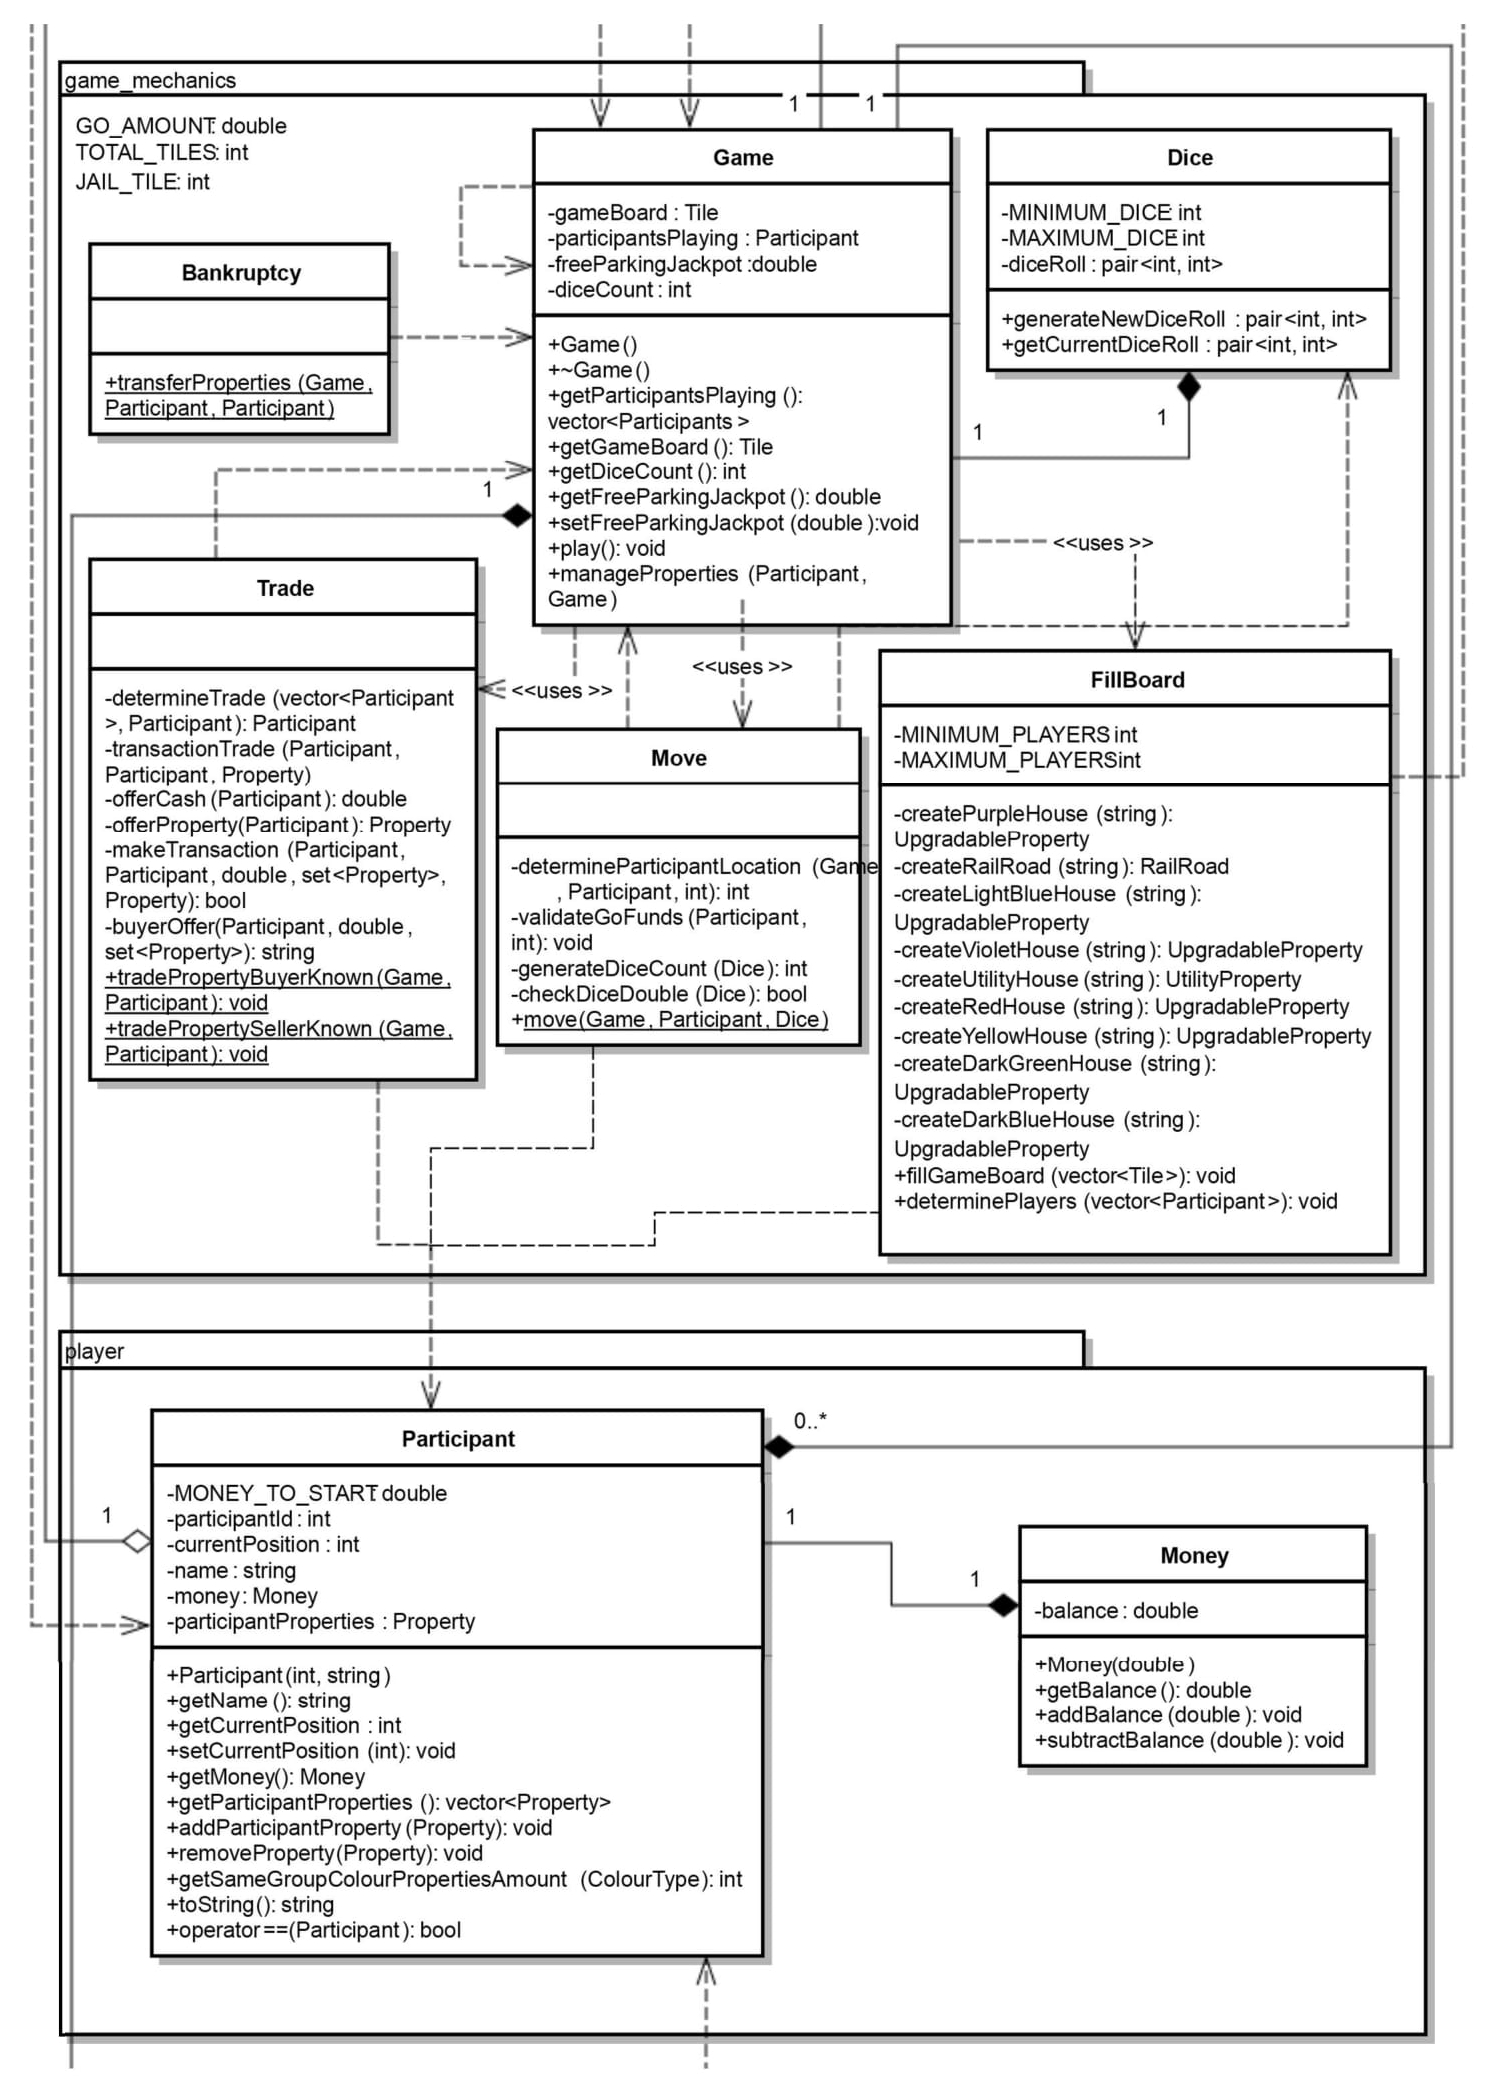 game_mechanics
GO_AMOUNT: double
TOTAL_TILES: int
JAIL_TILE: int
1
1
Game
-gameBoard : Tile
-participantsPlaying : Participant
-freeParkingJackpot :double
-diceCount : int
+Game()
+~Game()
+getParticipantsPlaying ():
vector<Participants >
+getGameBoard (): Tile
+getDiceCount (): int
+getFreeParkingJackpot (): double
+setFreeParkingJackpot (double ):void
+play(): void
+manageProperties (Participant,
Game)
Dice
-MINIMUM_DICE: int
-MAXIMUM_DICE: int
-diceRoll : pair<int, int>
+generateNewDiceRoll : pair<int, int>
+getCurrentDiceRoll : pair<int, int>
1
1
Bankruptcy
+transferProperties (Game,
Participant, Participant)
1
<<uses >>
<<uses >>
<<uses >>
Trade
-determineTrade (vector<Participant
>, Participant): Participant
-transactionTrade (Participant,
Participant, Property)
-offerCash (Participant): double
-offerProperty(Participant): Property
-makeTransaction (Participant,
Participant, double, set<Property>,
Property): bool
-buyerOffer(Participant, double,
set<Property>): string
+tradePropertyBuyerKnown(Game,
Participant): void
+tradePropertySellerKnown (Game,
Participant): void
Move
-determineParticipantLocation (Game
, Participant, int): int
-validateGoFunds (Participant,
int): void
-generateDiceCount (Dice): int
-checkDiceDouble (Dice): bool
+move(Game, Participant, Dice)
FillBoard
-MINIMUM_PLAYERS: int
-MAXIMUM_PLAYERS: int
-createPurpleHouse (string ):
UpgradableProperty
-createRailRoad (string): RailRoad
-createLightBlueHouse (string ):
UpgradableProperty
-createVioletHouse (string): UpgradableProperty
-createUtilityHouse (string): UtilityProperty
-createRedHouse (string): UpgradableProperty
-createYellowHouse (string): UpgradableProperty
-createDarkGreenHouse (string):
UpgradableProperty
-createDarkBlueHouse (string):
UpgradableProperty
+fillGameBoard (vector<Tile>): void
+determinePlayers (vector<Participant>): void
player
0..*
Participant
-MONEY_TO_START: double
-participantId : int
-currentPosition : int
-name : string
-money: Money
-participantProperties : Property
1
1
1
+Participant(int, string)
+getName (): string
+getCurrentPosition : int
+setCurrentPosition (int): void
+getMoney(): Money
+getParticipantProperties (): vector<Property>
+addParticipantProperty (Property): void
+removeProperty(Property): void
+getSameGroupColourPropertiesAmount (ColourType): int
+toString(): string
+operator==(Participant): bool
Money
-balance : double
+Money(double )
+getBalance (): double
+addBalance (double ): void
+subtractBalance (double ): void